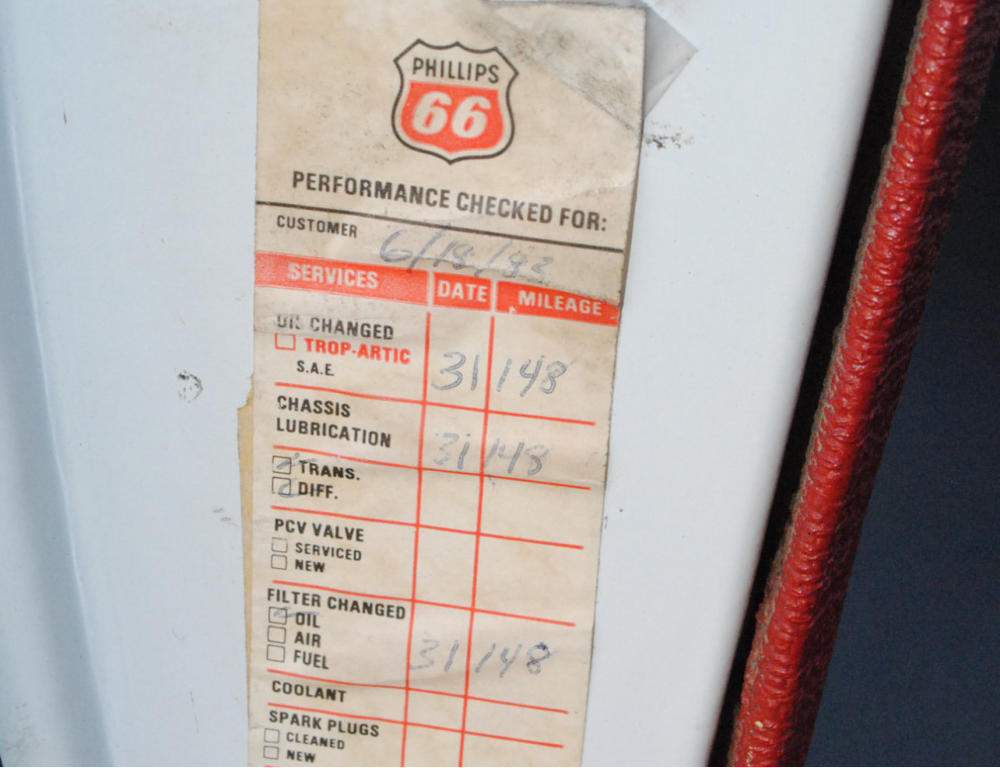 PHILLIPS
66
PERFORMANCE CHECKED FOR:
CUSTOMER
6/18/83
SERVICES DATE MILEAGE
OIL CHANGED
TROP-ARTIC
S.A.E. 31148
CHASSIS
LUBRICATION 31148
TRANS.
DIFF.
PCV VALVE
SERVICED
NEW
FILTER CHANGED
OIL
AIR
FUEL 31148
COOLANT
SPARK PLUGS
CLEANED
NEW